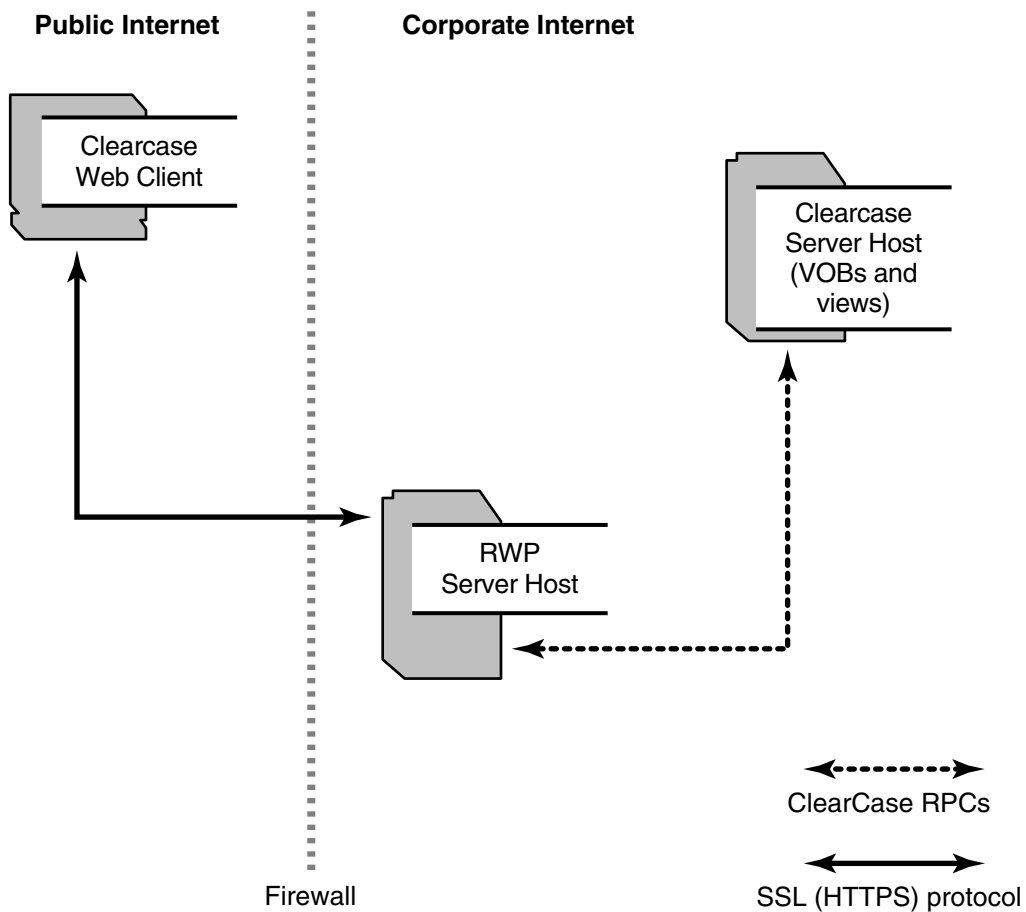 Public Internet
Corporate Internet
Clearcase
Web Client
Clearcase
Server Host
(VOBs and
views)
RWP
Server Host
ClearCase RPCs
Firewall
SSL (HTTPS) protocol